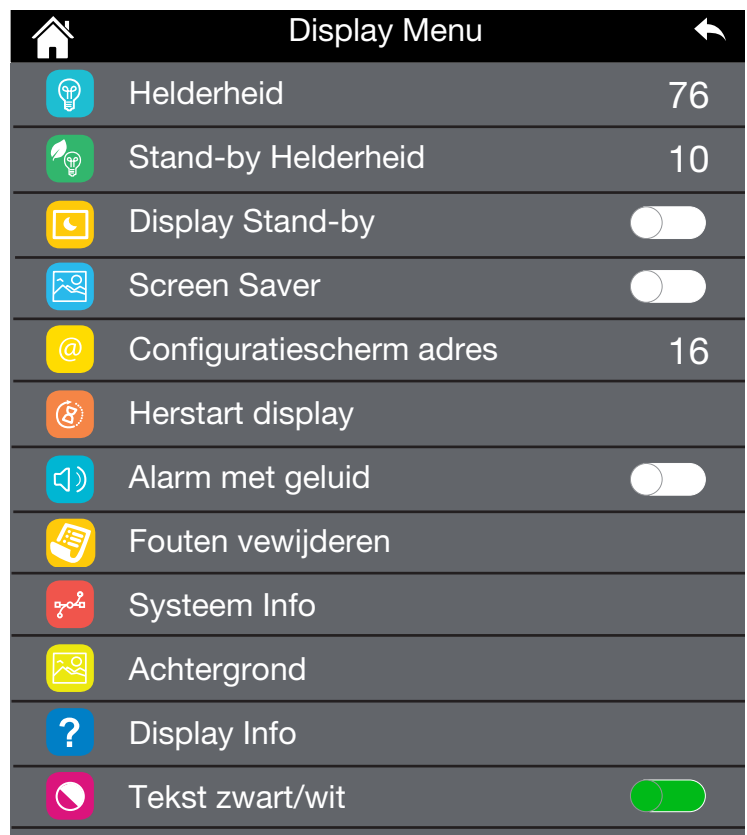 Display Menu
Helderheid 76
Stand-by Helderheid 10
Display Stand-by
Screen Saver
@ Configuratiescherm adres 16
Herstart display
Alarm met geluid
Fouten vewijderen
Systeem Info
Achtergrond
? Display Info
Tekst zwart/wit